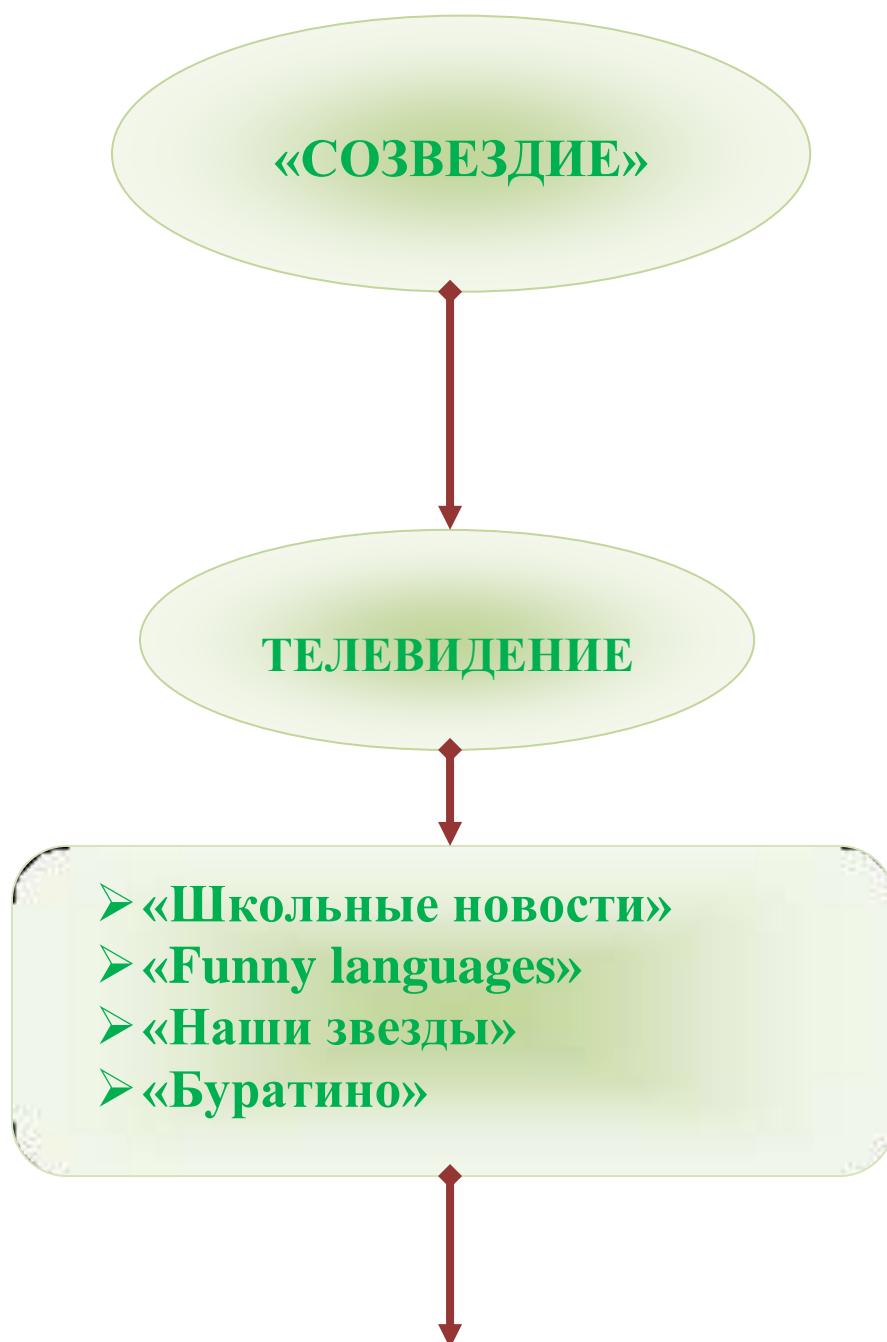 «СОЗВЕЗДИЕ»
ТЕЛЕВИДЕНИЕ
➢ «Школьные новости»
➢ «Funny languages»
➢ «Наши звезды»
➢ «Буратино»